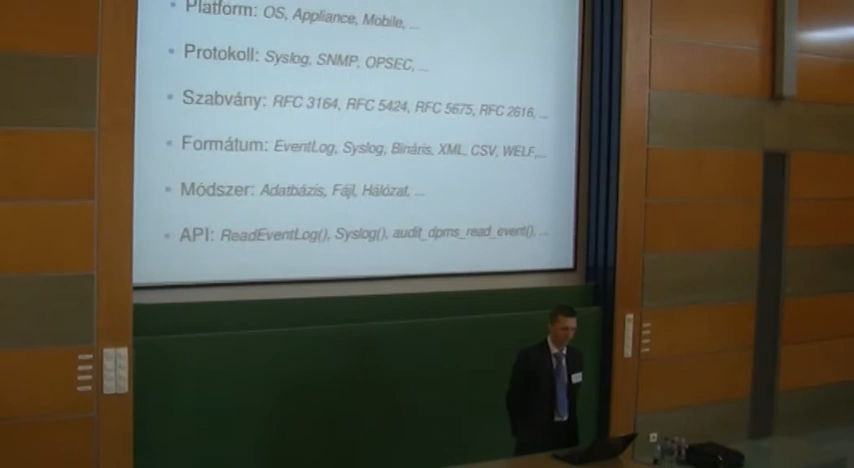 Platform: OS, Appliance, Mobile, ...
Protokoll: Syslog, SNMP, OPSEC, ...
Szabvány: RFC 3164, RFC 5424, RFC 5675, RFC 2616, ...
Formátum: EventLog, Syslog, Bináris, XML, CSV, WELF,...
Módszer: Adatbázis, Fájl, Hálózat, ...
API: ReadEventLog(), Syslog(), audit_dpms_read_event(), ...